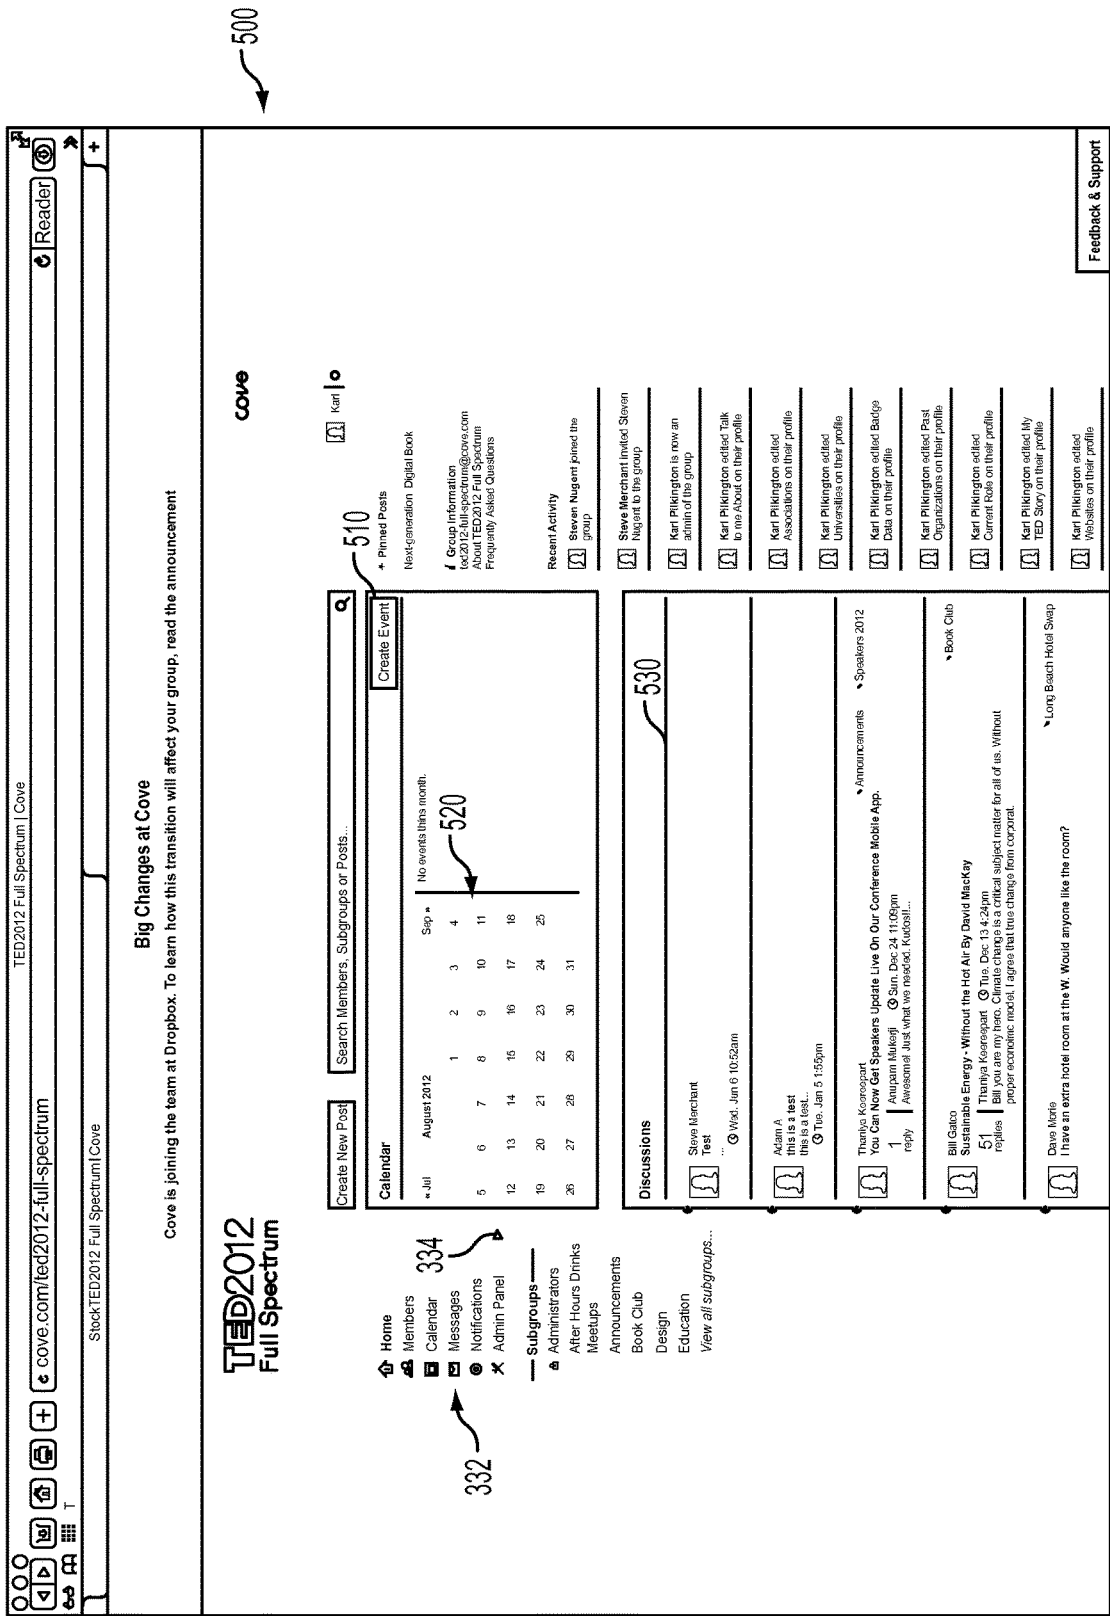 TED2012 Full Spectrum | Cove
cove.com/ted2012-full-spectrum
Reader
T
StockTED2012 Full Spectrum|Cove
+
Big Changes at Cove
Cove is joining the team at Dropbox. To learn how this transition will affect your group, read the announcement
500
TED2012
Full Spectrum
cove
Karl
Home
Members
Calendar
Messages
Notifications
Admin Panel
332
334
Subgroups
Administrators
After Hours Drinks
Meetups
Announcements
Book Club
Design
Education
View all subgroups...
Create New Post
Search Members, Subgroups or Posts...
Calendar
Create Event
510
« Jul August 2012 Sep »
1 2 3 4
5 6 7 8 9 10 11
12 13 14 15 16 17 18
19 20 21 22 23 24 25
26 27 28 29 30 31
No events thins month.
520
Discussions
530
Steve Merchant
Test
...
Wed. Jun 6 10:52am
Adam A
this is a test
this is a test...
Tue. Jan 5 1:55pm
Thaniya Keereepart
You Can Now Get Speakers Update Live On Our Conference Mobile App.
Announcements Speakers 2012
1 reply
Anupam Mukerji Sun. Dec 24 11:09pm
Awesome! Just what we needed. Kudos!!...
Bill Gatco
Sustainable Energy - Without the Hot Air By David MacKay
Book Club
51 replies
Thaniya Keereepart Tue. Dec 13 4:24pm
Bill you are my hero. Climate change is a critical subject matter for all of us. Without
proper economic model. I agree that true change from corporat.
Dave Morie
I have an extra hotel room at the W. Would anyone like the room?
Long Beach Hotel Swap
+ Pinned Posts
Next-generation Digital Book
i Group Information
ted2012-full-spectrum@cove.com
About TED2012 Full Spectrum
Frequently Asked Questions
Recent Activity
Steven Nugent joined the
group
Steve Merchant invited Steven
Nugent to the group
Karl Pilkington is now an
admin of the group
Karl Pilkington edited Talk
to me About on their profile
Karl Pilkington edited
Associations on their profile
Karl Pilkington edited
Universities on their profile
Karl Pilkington edited Badge
Data on their profile
Karl Pilkington edited Past
Organizations on their profile
Karl Pilkington edited
Current Role on their profile
Karl Pilkington edited My
TED Story on their profile
Karl Pilkington edited
Websites on their profile
Feedback & Support